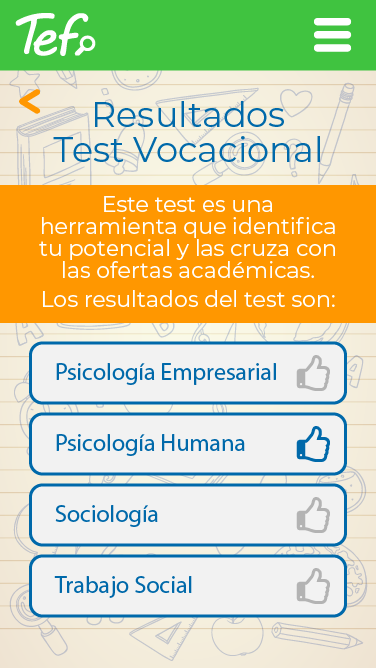 Tef
Resultados
Test Vocacional
Este test es una
herramienta que identifica
tu potencial y las cruza con
las ofertas académicas.
Los resultados del test son:
Psicología Empresarial
Psicología Humana
Sociología
Trabajo Social